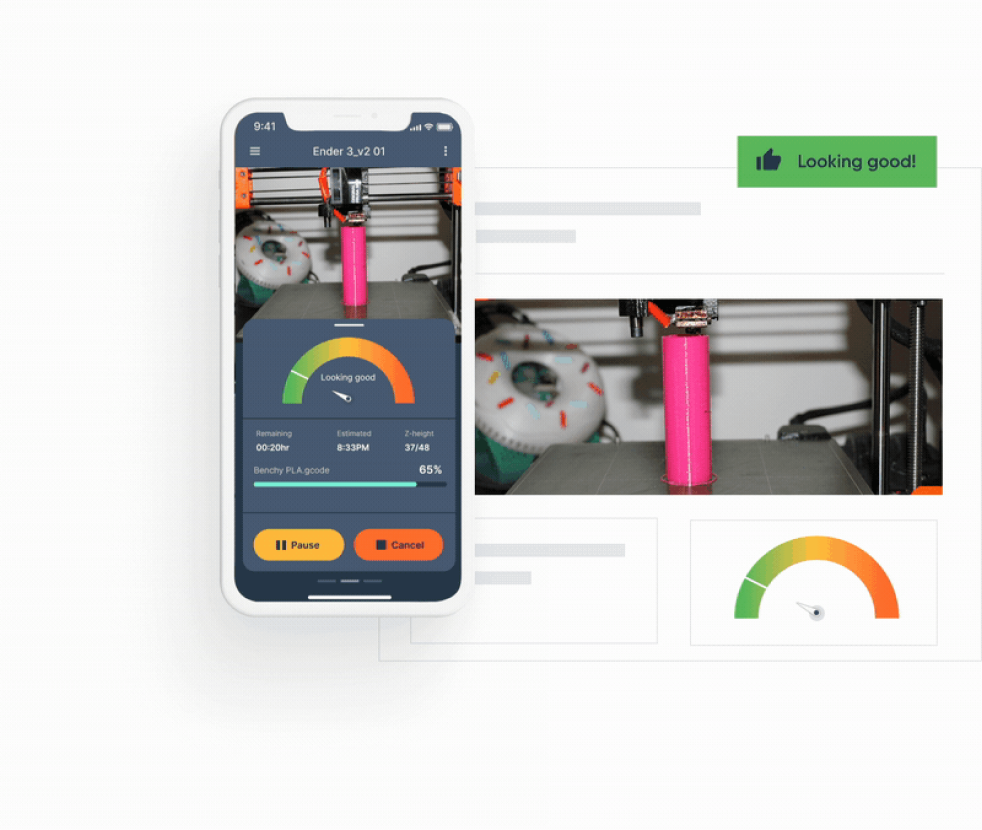 9:41
Ender 3_v2 01
Looking good!
Looking good
Remaining Estimated Z-height
00:20hr 8:33PM 37/48
Benchy PLA.gcode 65%
Pause Cancel